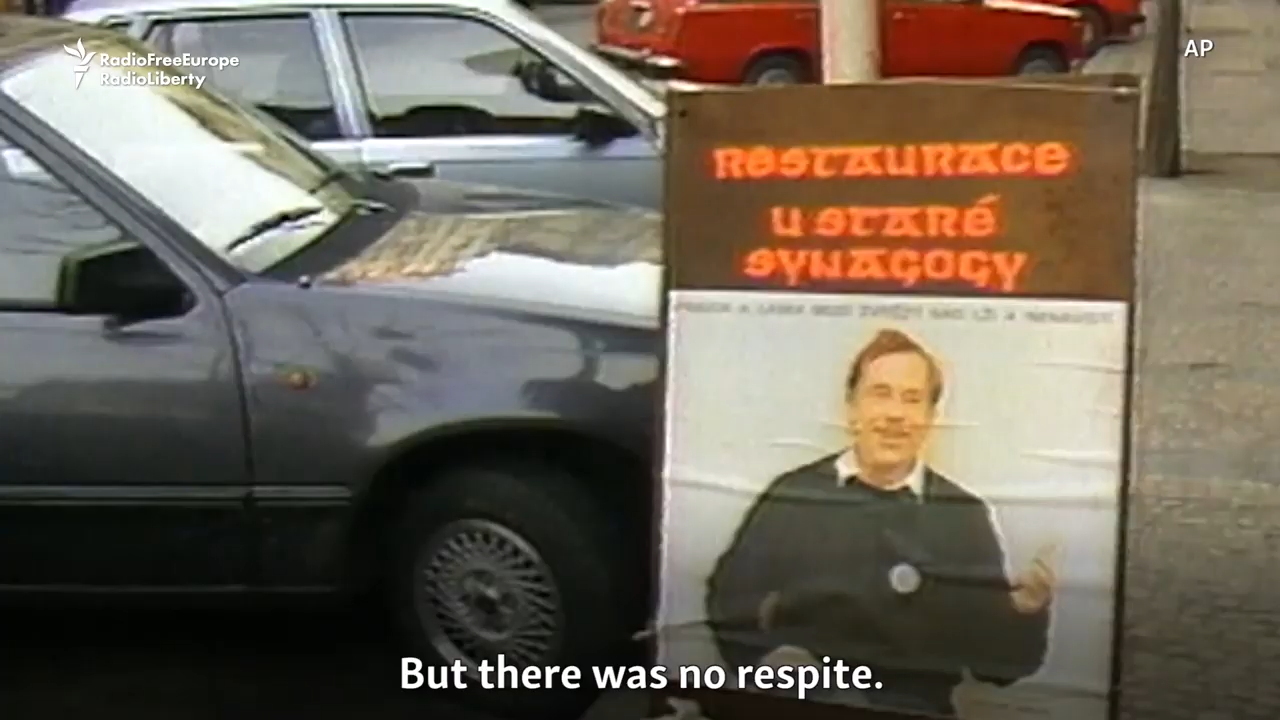 RadioFreeEurope
RadioLiberty
AP
RESTAURACE
U STARÉ
SYNAGOGY
But there was no respite.